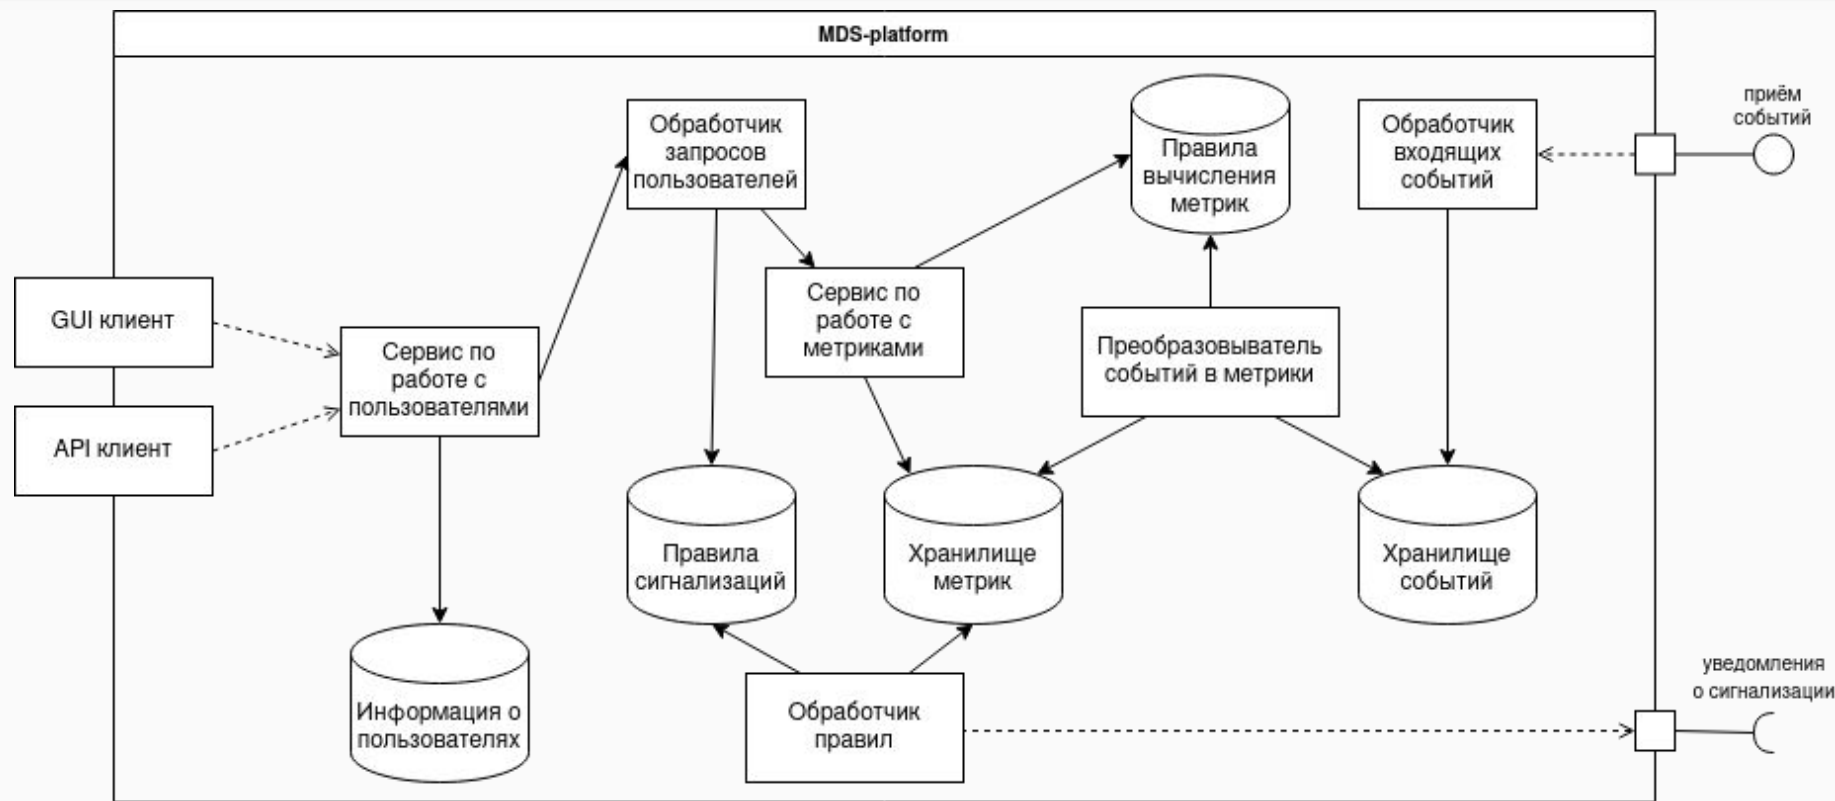 MDS-platform
Обработчик
запросов
пользователей
Правила
вычисления
метрик
Обработчик
входящих
событий
приём
событий
GUI клиент
API клиент
Сервис по
работе с
пользователями
Сервис по
работе с
метриками
Преобразовыватель
событий в метрики
Правила
сигнализаций
Хранилище
метрик
Хранилище
событий
Информация о
пользователях
Обработчик
правил
уведомления
о сигнализации